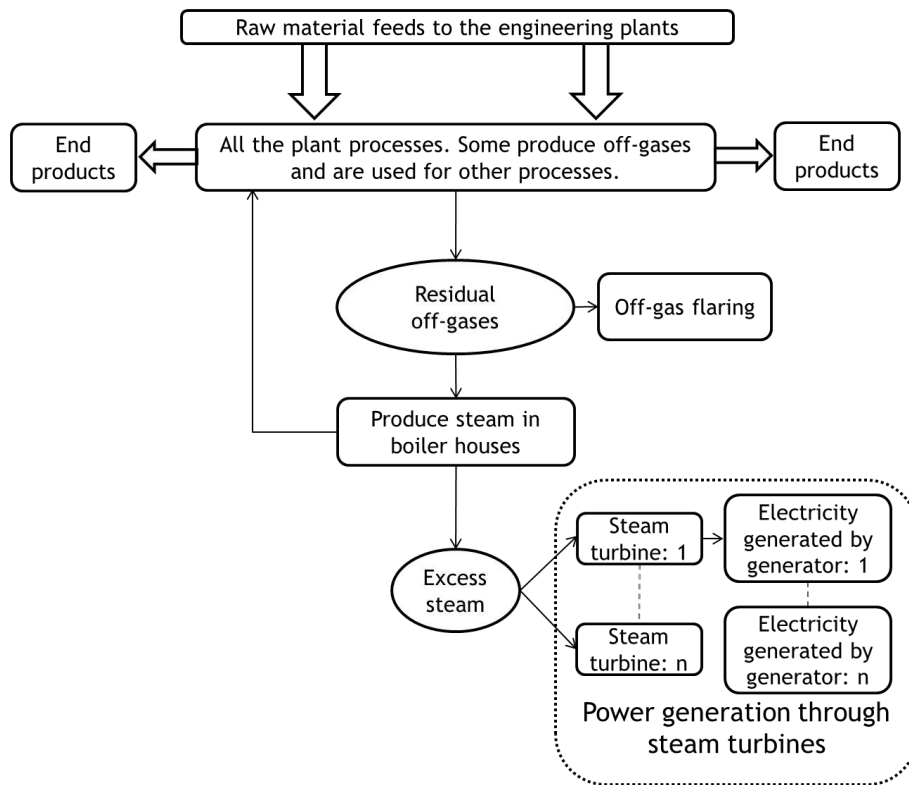 Raw material feeds to the engineering plants
End
products
All the plant processes. Some produce off-gases
and are used for other processes.
End
products
Residual
off-gases
Off-gas flaring
Produce steam in
boiler houses
Excess
steam
Steam
turbine: 1
Electricity
generated by
generator: 1
Steam
turbine: n
Electricity
generated by
generator: n
Power generation through
steam turbines